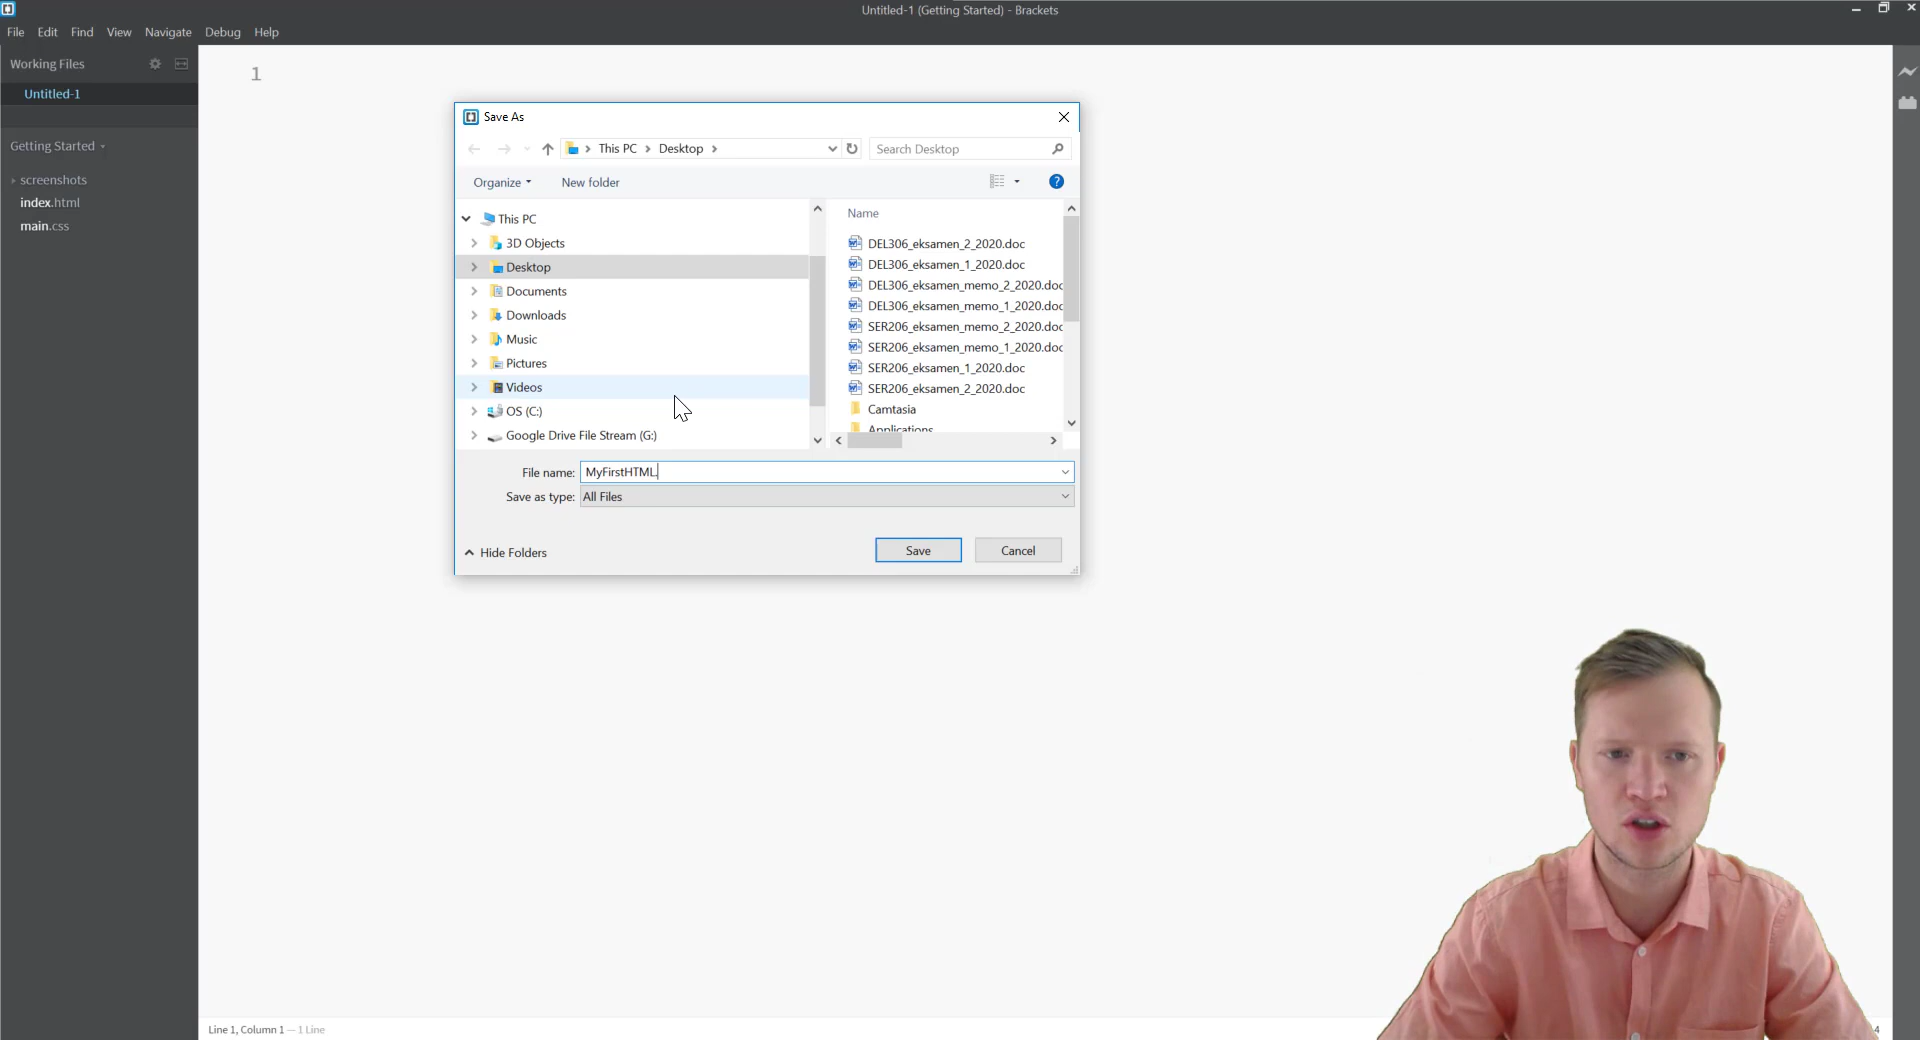 Untitled-1 (Getting Started) - Brackets
File Edit Find View Navigate Debug Help
Working Files
Untitled-1
Getting Started
screenshots
index.html
main.css
1
Save As
This PC > Desktop >
Search Desktop
Organize New folder
This PC
3D Objects
Desktop
Documents
Downloads
Music
Pictures
Videos
OS (C:)
Google Drive File Stream (G:)
Name
DEL306_eksamen_2_2020.doc
DEL306_eksamen_1_2020.doc
DEL306_eksamen_memo_2_2020.doc
DEL306_eksamen_memo_1_2020.doc
SER206_eksamen_memo_2_2020.doc
SER206_eksamen_memo_1_2020.doc
SER206_eksamen_1_2020.doc
SER206_eksamen_2_2020.doc
Camtasia
Applications
File name: MyFirstHTML.
Save as type: All Files
Hide Folders
Save Cancel
Line 1, Column 1 — 1 Line
4